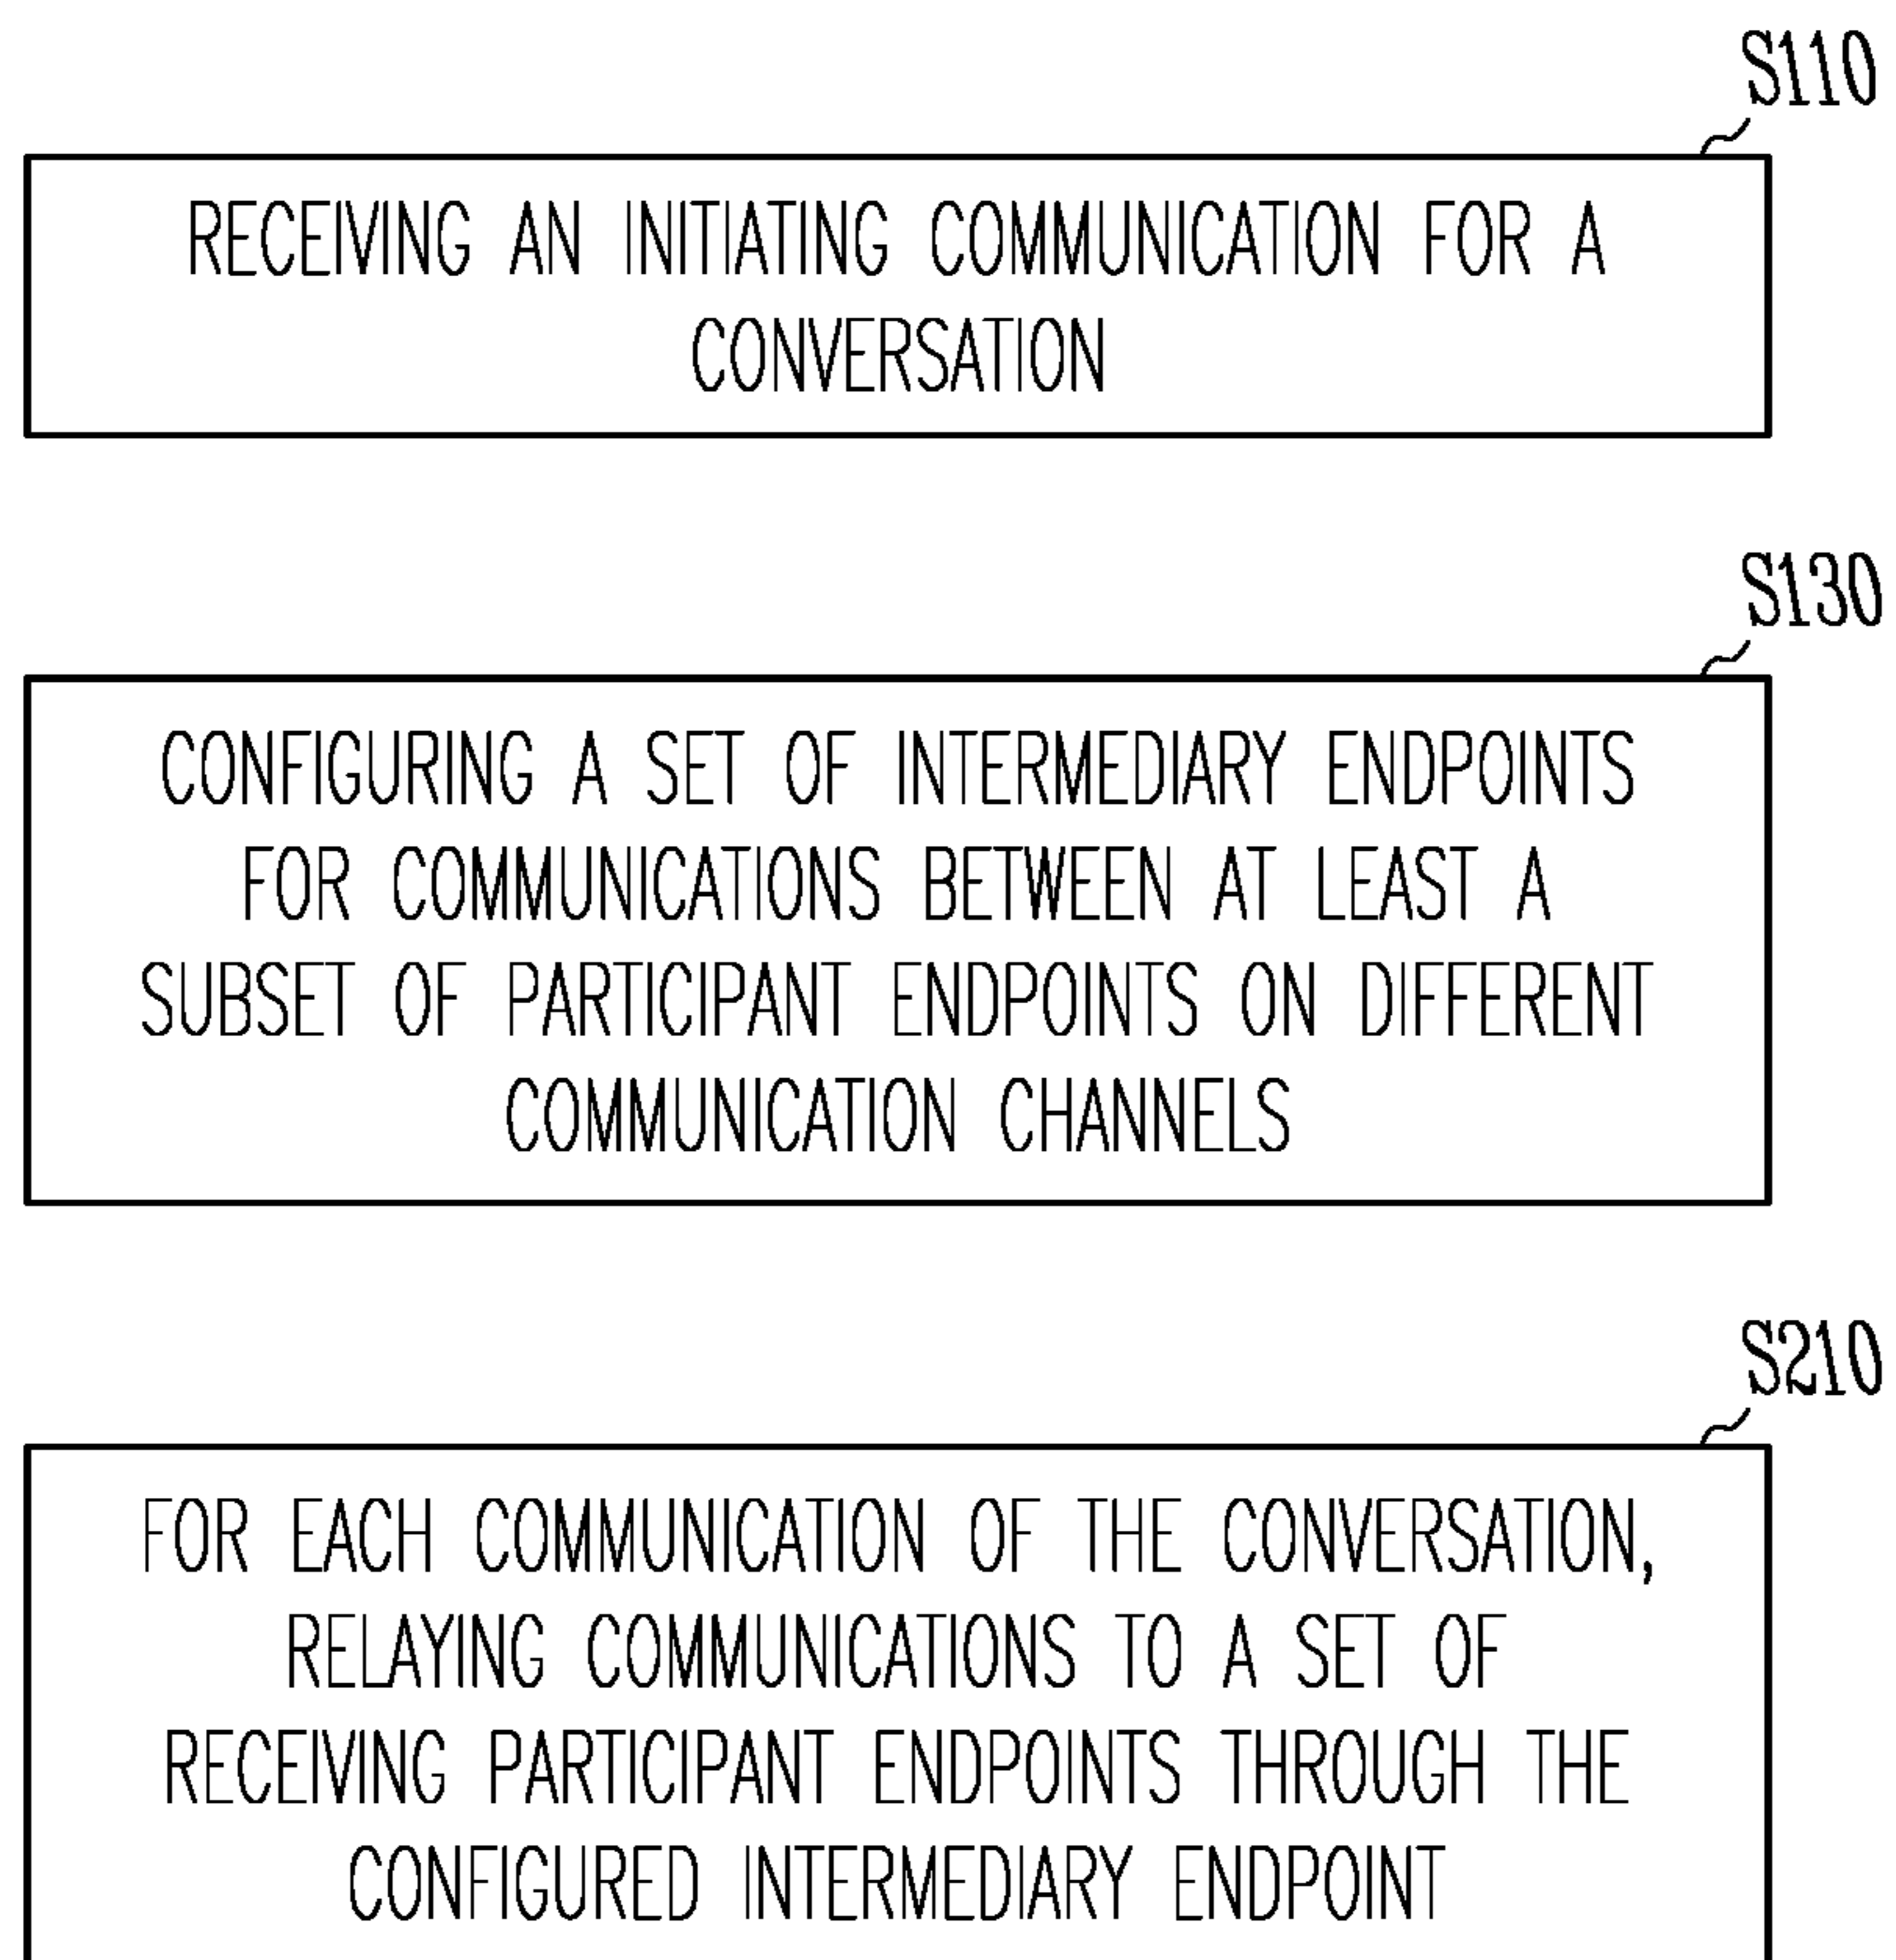 S110
RECEIVING AN INITIATING COMMUNICATION FOR A
CONVERSATION
S130
CONFIGURING A SET OF INTERMEDIARY ENDPOINTS
FOR COMMUNICATIONS BETWEEN AT LEAST A
SUBSET OF PARTICIPANT ENDPOINTS ON DIFFERENT
COMMUNICATION CHANNELS
S210
FOR EACH COMMUNICATION OF THE CONVERSATION,
RELAYING COMMUNICATIONS TO A SET OF
RECEIVING PARTICIPANT ENDPOINTS THROUGH THE
CONFIGURED INTERMEDIARY ENDPOINT